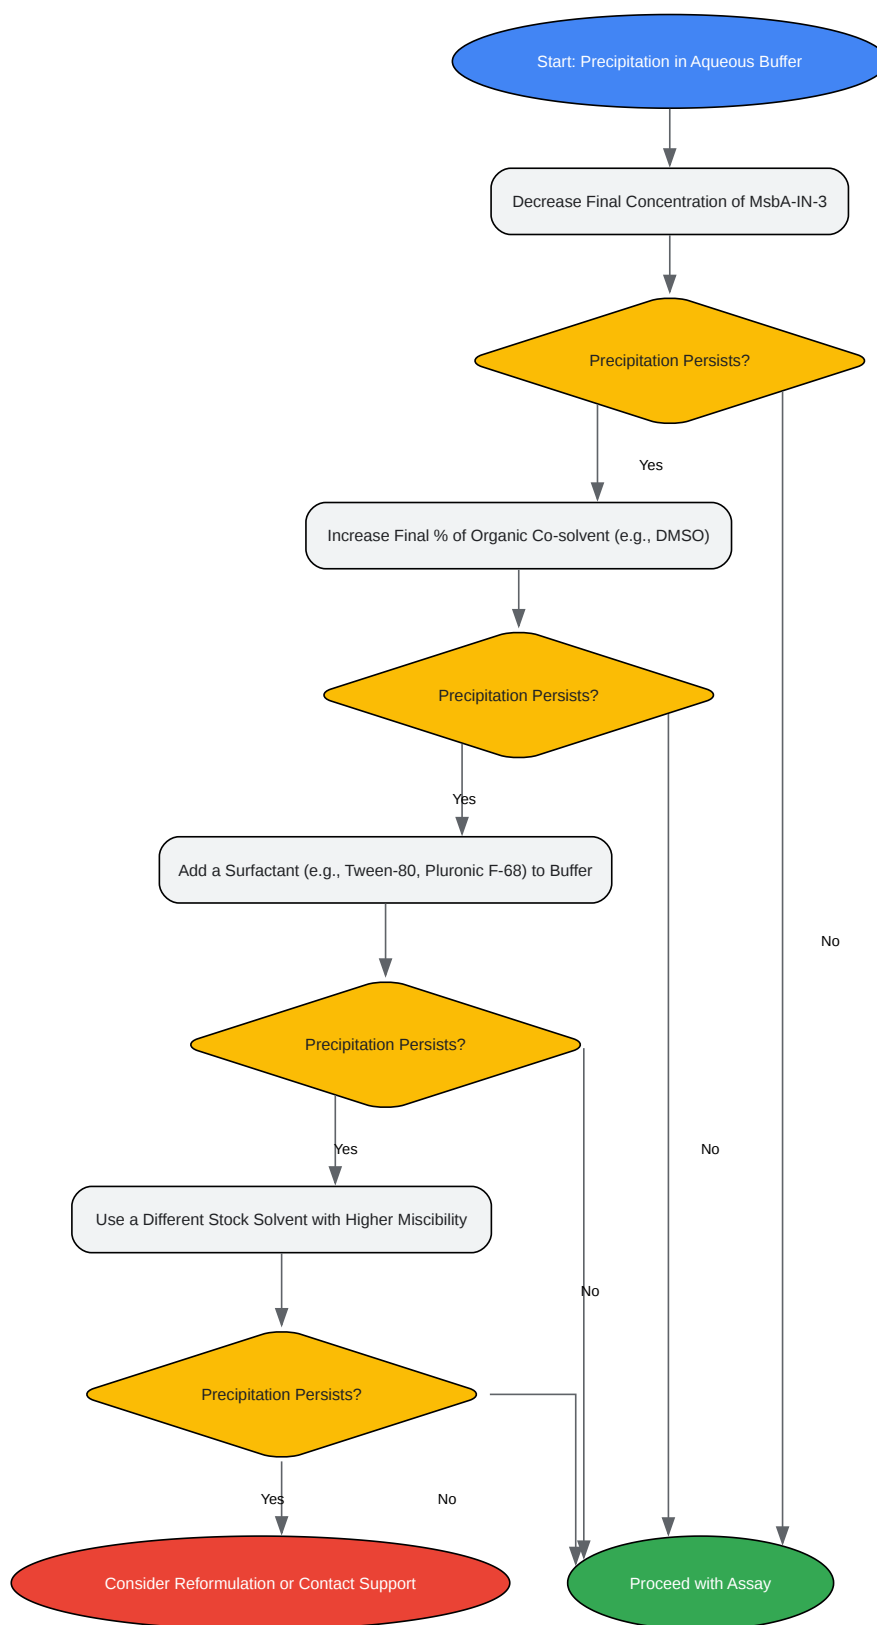 Start: Precipitation in Aqueous Buffer
Decrease Final Concentration of MsbA-IN-3
Precipitation Persists?
Yes
Increase Final % of Organic Co-solvent (e.g., DMSO)
Precipitation Persists?
Yes
Add a Surfactant (e.g., Tween-80, Pluronic F-68) to Buffer
No
Precipitation Persists?
Yes
No
Use a Different Stock Solvent with Higher Miscibility
No
Precipitation Persists?
Yes
No
Consider Reformulation or Contact Support
Proceed with Assay